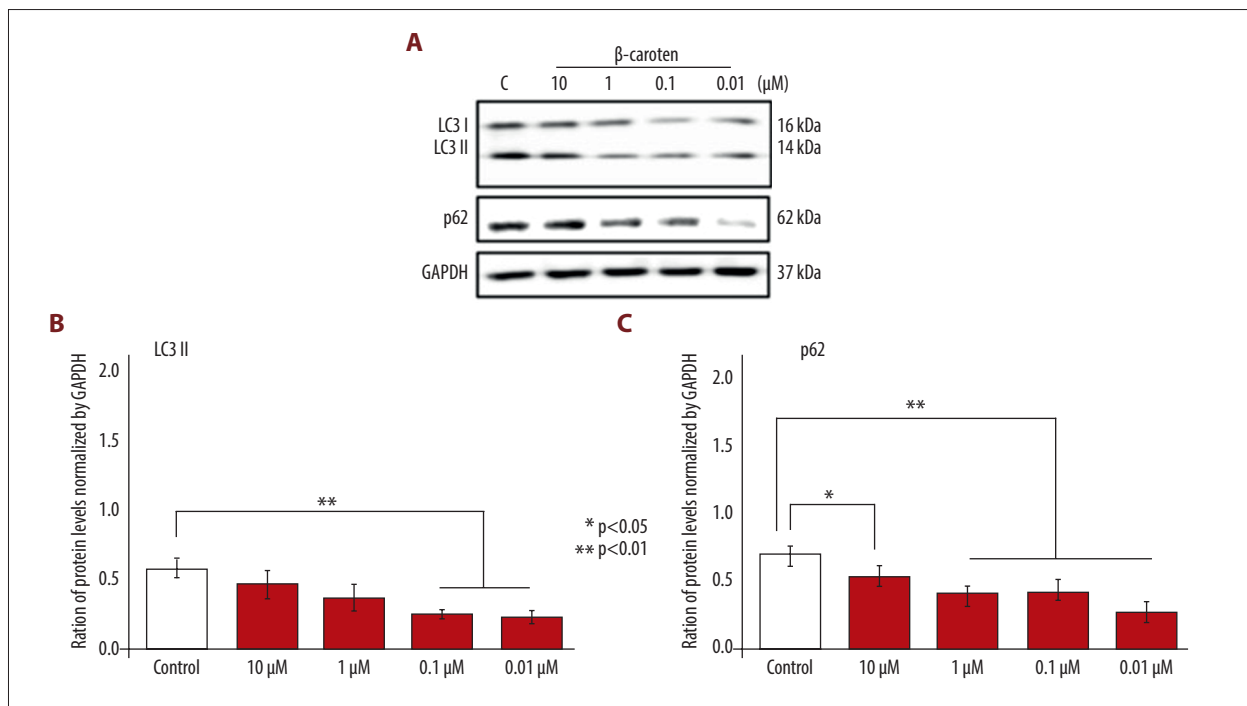 A
β-caroten
C 10 1 0.1 0.01 (µM)
LC3 I 16 kDa
LC3 II 14 kDa
p62 62 kDa
GAPDH 37 kDa
B
LC3 II
Ration of protein levels normalized by GAPDH
2.0
1.5
1.0
0.5
0.0
**
Control 10 µM 1 µM 0.1 µM 0.01 µM
* p<0.05
** p<0.01
C
p62
Ration of protein levels normalized by GAPDH
2.0
1.5
1.0
0.5
0.0
**
*
Control 10 µM 1 µM 0.1 µM 0.01 µM